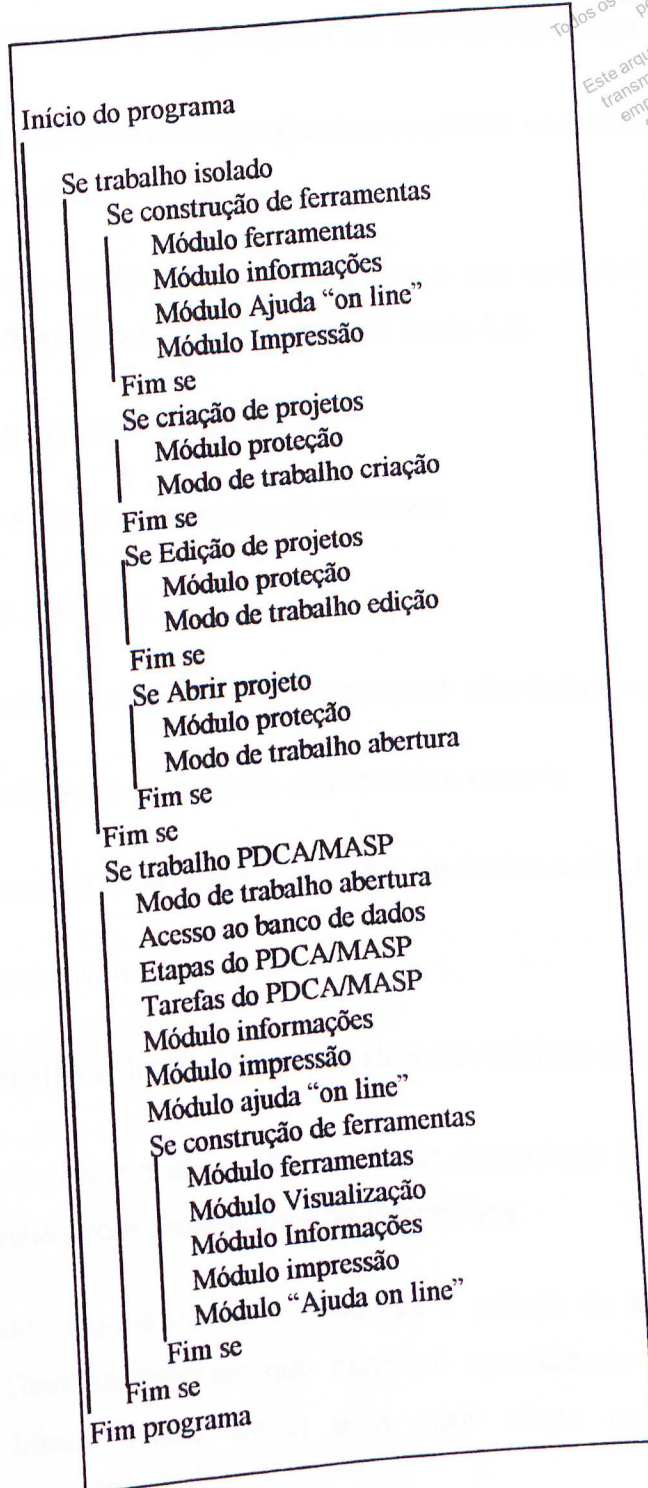 Todos os
Este
Início do programa
Se trabalho isolado
Se construção de ferramentas
Módulo ferramentas
Módulo informações
Módulo Ajuda “on line”
Módulo Impressão
Fim se
Se criação de projetos
Módulo proteção
Modo de trabalho criação
Fim se
Se Edição de projetos
Módulo proteção
Modo de trabalho edição
Fim se
Se Abrir projeto
Módulo proteção
Modo de trabalho abertura
Fim se
Fim se
Se trabalho PDCA/MASP
Modo de trabalho abertura
Acesso ao banco de dados
Etapas do PDCA/MASP
Tarefas do PDCA/MASP
Módulo informações
Módulo impressão
Módulo ajuda “on line”
Se construção de ferramentas
Módulo ferramentas
Módulo Visualização
Módulo Informações
Módulo impressão
Módulo “Ajuda on line”
Fim se
Fim se
Fim programa